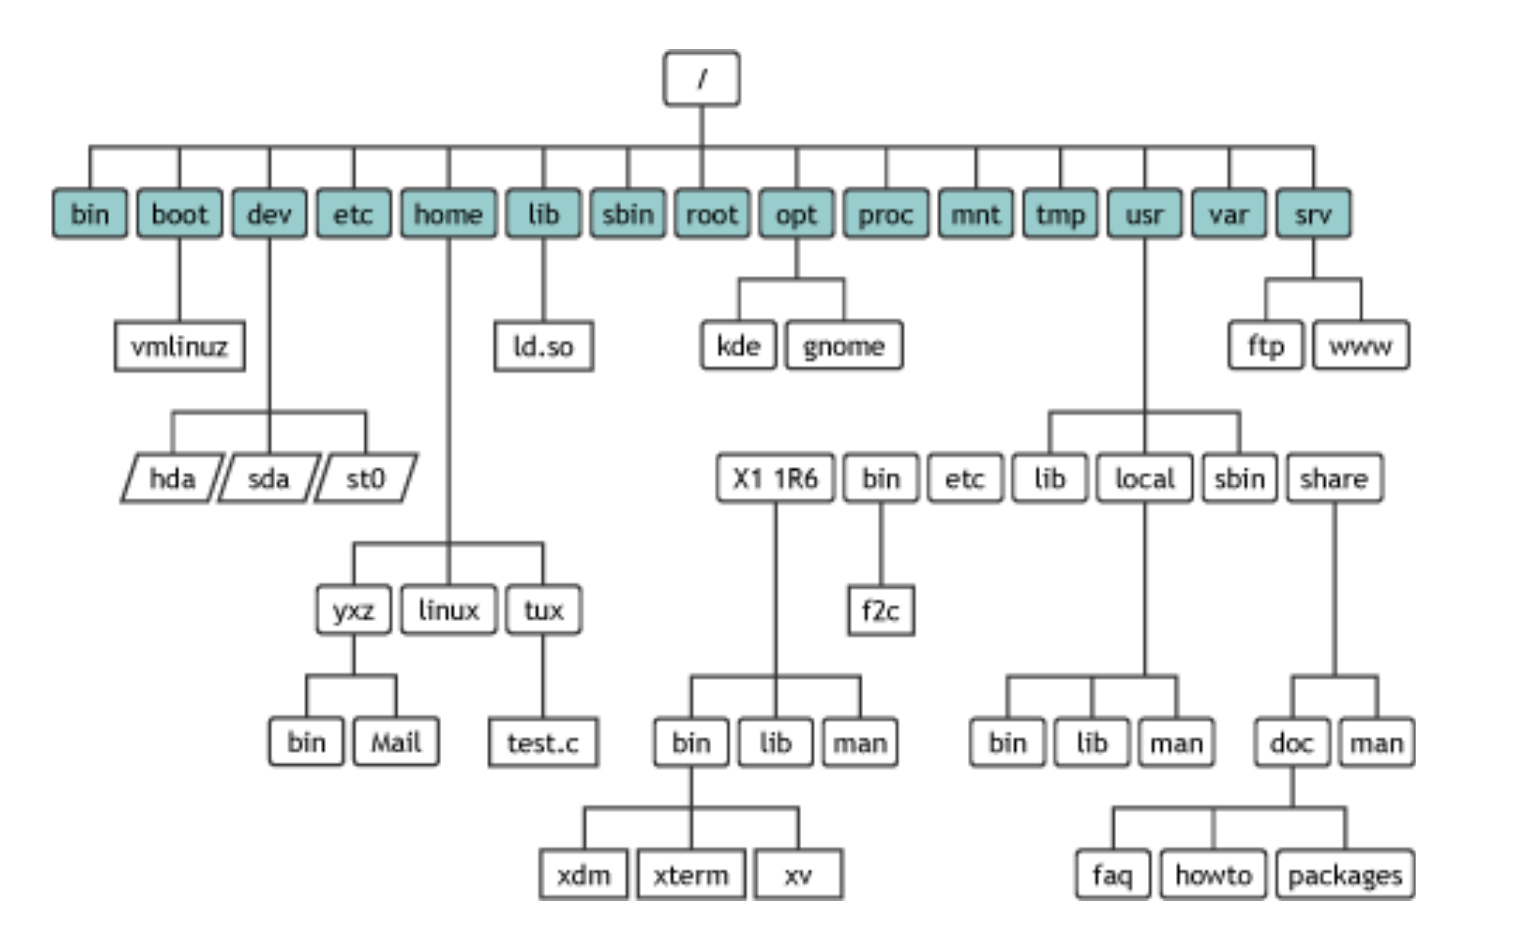 /
bin boot dev etc home lib sbin root opt proc mnt tmp usr var srv
vmlinuz ld.so kde gnome ftp www
hda sda st0 X1 1R6 bin etc lib local sbin share
yxz linux tux f2c
bin Mail test.c bin lib man bin lib man doc man
xdm xterm xv faq howto packages